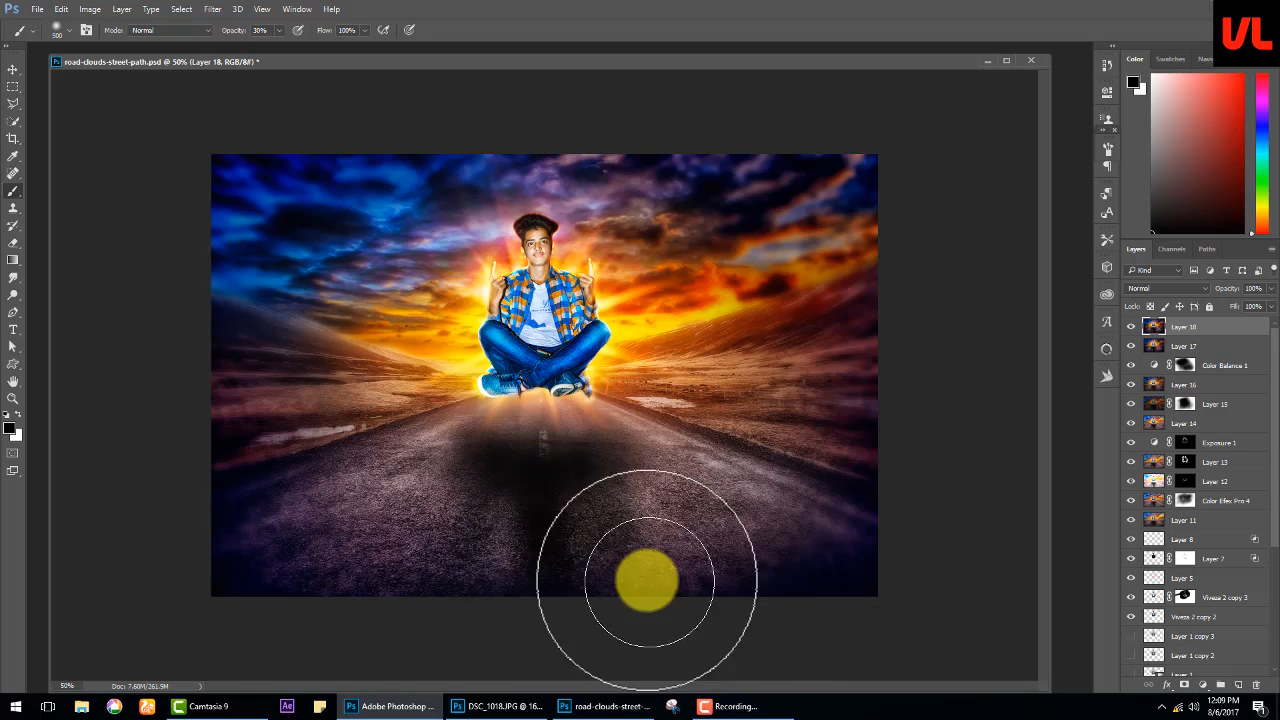 Ps File Edit Image Layer Type Select Filter 3D View Window Help
VL
500 Mode: Normal Opacity: 30% Flow: 100%
road-clouds-street-path.psd @ 50% (Layer 18, RGB/8#) *
Color Swatches Nav
Layers Channels Paths
Kind
Normal Opacity: 100%
Lock: Fill: 100%
Layer 18
Layer 17
Color Balance 1
Layer 16
Layer 15
Layer 14
Exposure 1
Layer 13
Layer 12
Color Efex Pro 4
Layer 11
Layer 8
Layer 7
Layer 5
Viveza 2 copy 3
Viveza 2 copy 2
Layer 1 copy 3
Layer 1 copy 2
50% Doc: 7.60M/261.9M
Camtasia 9 Adobe Photoshop ... DSC_1018.JPG @ 16... road-clouds-street-... Recording...
12:09 PM
8/6/2017